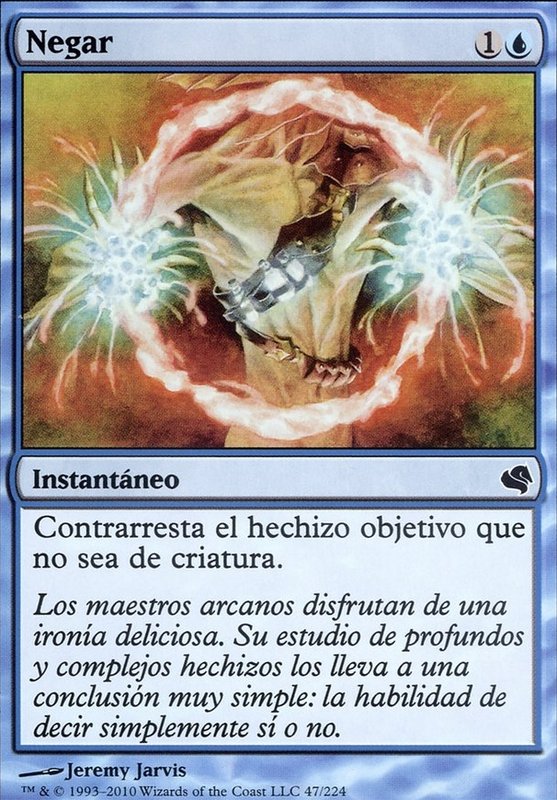 Negar
1
Instantáneo
Contrarresta el hechizo objetivo que
no sea de criatura.
Los maestros arcanos disfrutan de una
ironía deliciosa. Su estudio de profundos
y complejos hechizos los lleva a una
conclusión muy simple: la habilidad de
decir simplemente sí o no.
Jeremy Jarvis
™ & © 1993–2010 Wizards of the Coast LLC 47/224